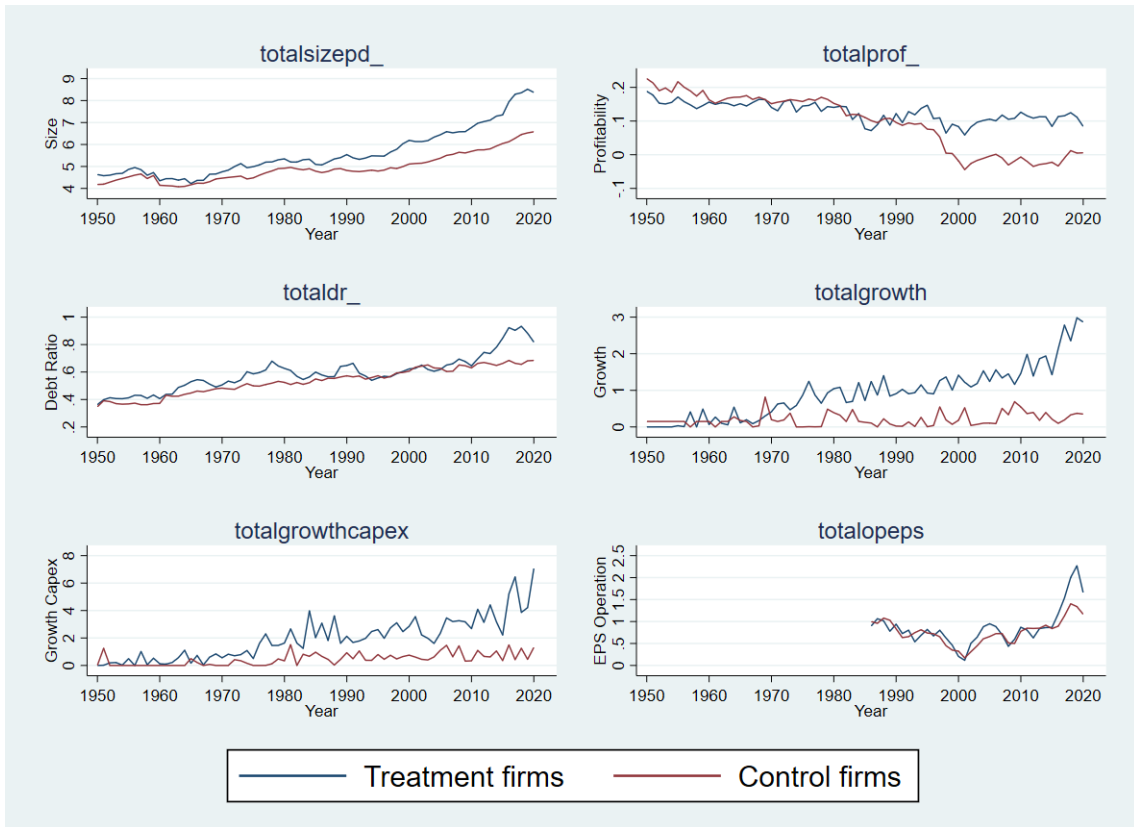 totalsizepd_
Size
9
8
7
6
5
4
1950 1960 1970 1980 1990 2000 2010 2020
Year
totalprof_
Profitability
.2
.1
0
-.1
1950 1960 1970 1980 1990 2000 2010 2020
Year
totaldr_
Debt Ratio
1
.8
.6
.4
.2
1950 1960 1970 1980 1990 2000 2010 2020
Year
totalgrowth
Growth
3
2
1
0
1950 1960 1970 1980 1990 2000 2010 2020
Year
totalgrowthcapex
Growth Capex
8
6
4
2
0
1950 1960 1970 1980 1990 2000 2010 2020
Year
totalopeps
EPS Operation
2.5
2
1.5
1
.5
0
1950 1960 1970 1980 1990 2000 2010 2020
Year
Treatment firms Control firms